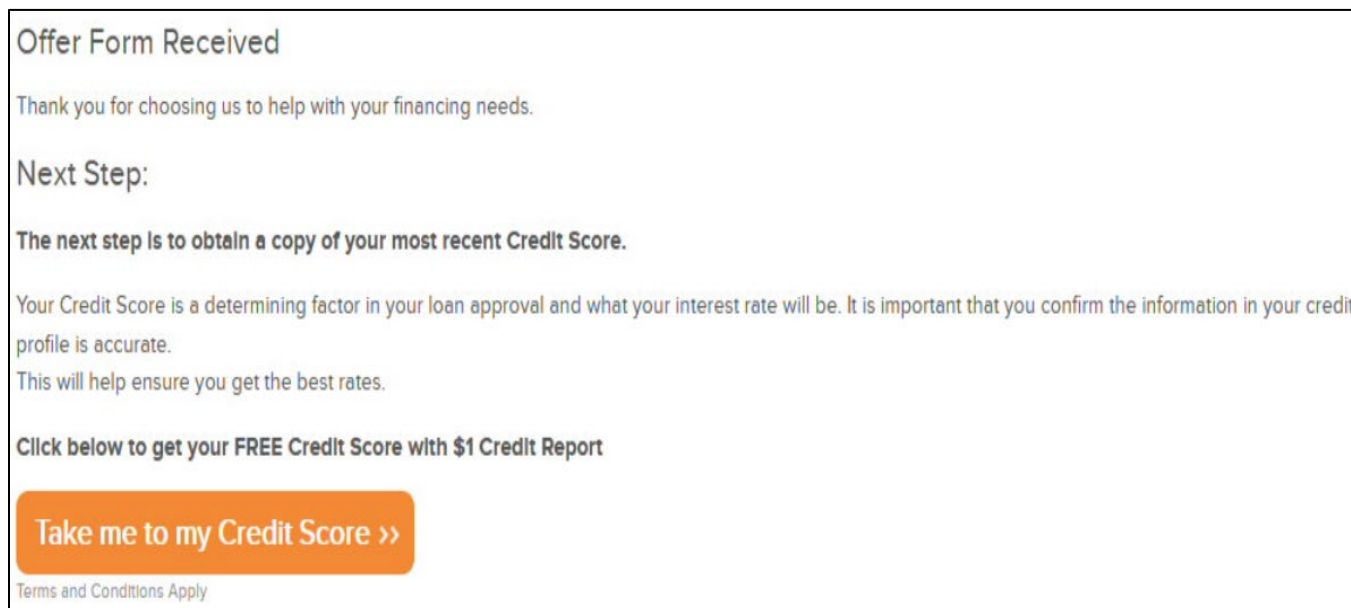 Offer Form Received
Thank you for choosing us to help with your financing needs.
Next Step:
The next step is to obtain a copy of your most recent Credit Score.
Your Credit Score is a determining factor in your loan approval and what your interest rate will be. It is important that you confirm the information in your credit
profile is accurate.
This will help ensure you get the best rates.
Click below to get your FREE Credit Score with $1 Credit Report
Take me to my Credit Score >>
Terms and Conditions Apply